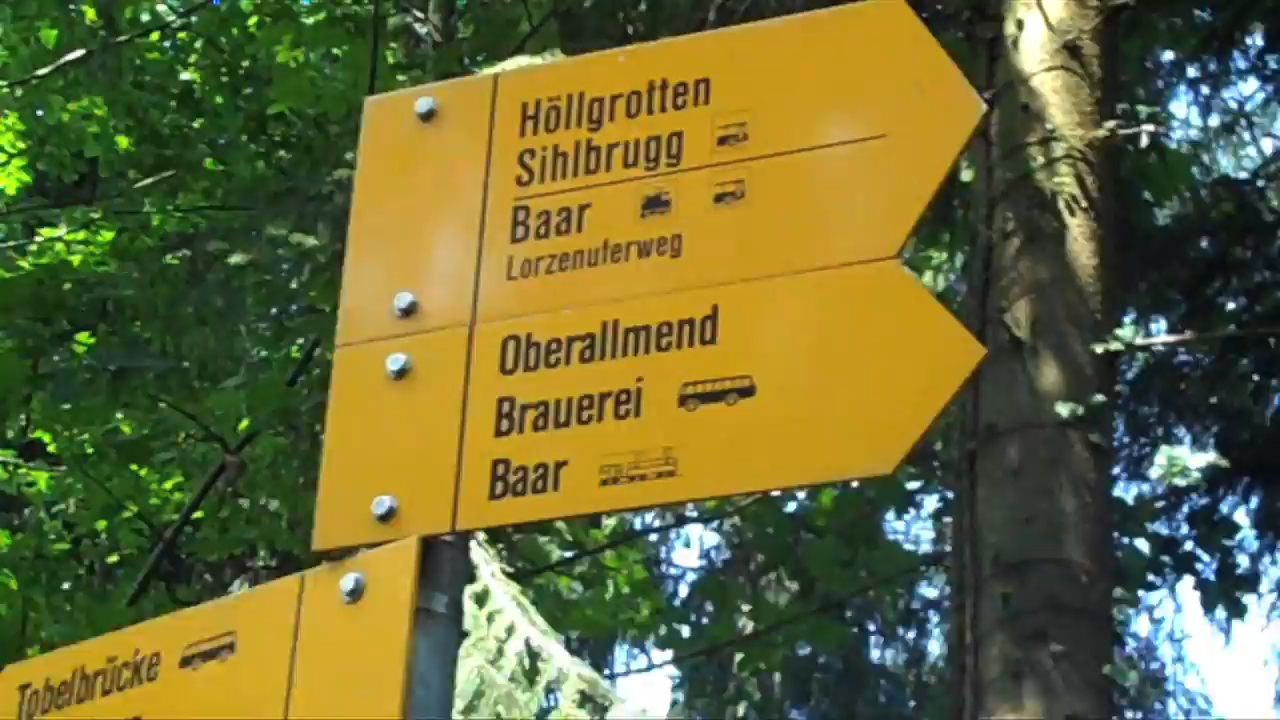 Höllgrotten
Sihlbrugg
Baar
Lorzenuferweg
Oberallmend
Brauerei
Baar
Tobelbrücke